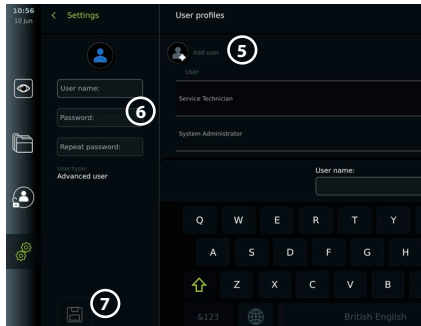 10:56
10 Jun
Settings
User profiles
Add user
5
User
User name:
Service Technician
Password:
6
System Administrator
Repeat password:
User type:
Advanced user
User name:
Q W E R T Y
A S D F G H
Z X C V B
7
&123
British English